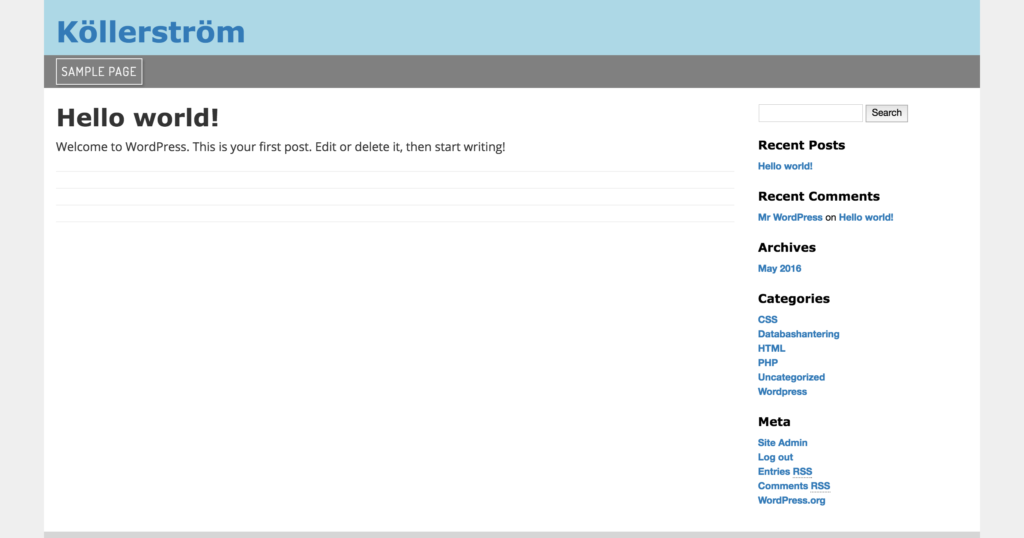 Köllerström
SAMPLE PAGE
Hello world!
Welcome to WordPress. This is your first post. Edit or delete it, then start writing!
Search
Recent Posts
Hello world!
Recent Comments
Mr WordPress on Hello world!
Archives
May 2016
Categories
CSS
Databashantering
HTML
PHP
Uncategorized
Wordpress
Meta
Site Admin
Log out
Entries RSS
Comments RSS
WordPress.org